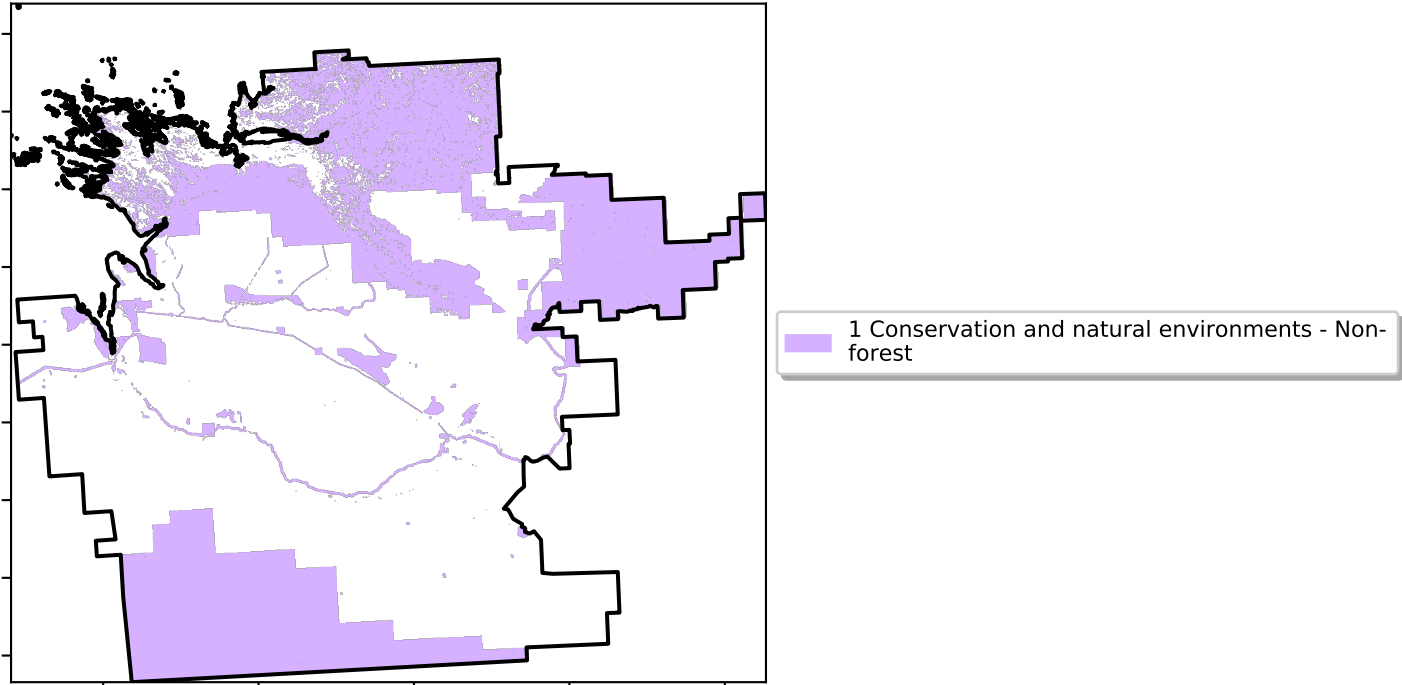 1 Conservation and natural environments - Non-
forest